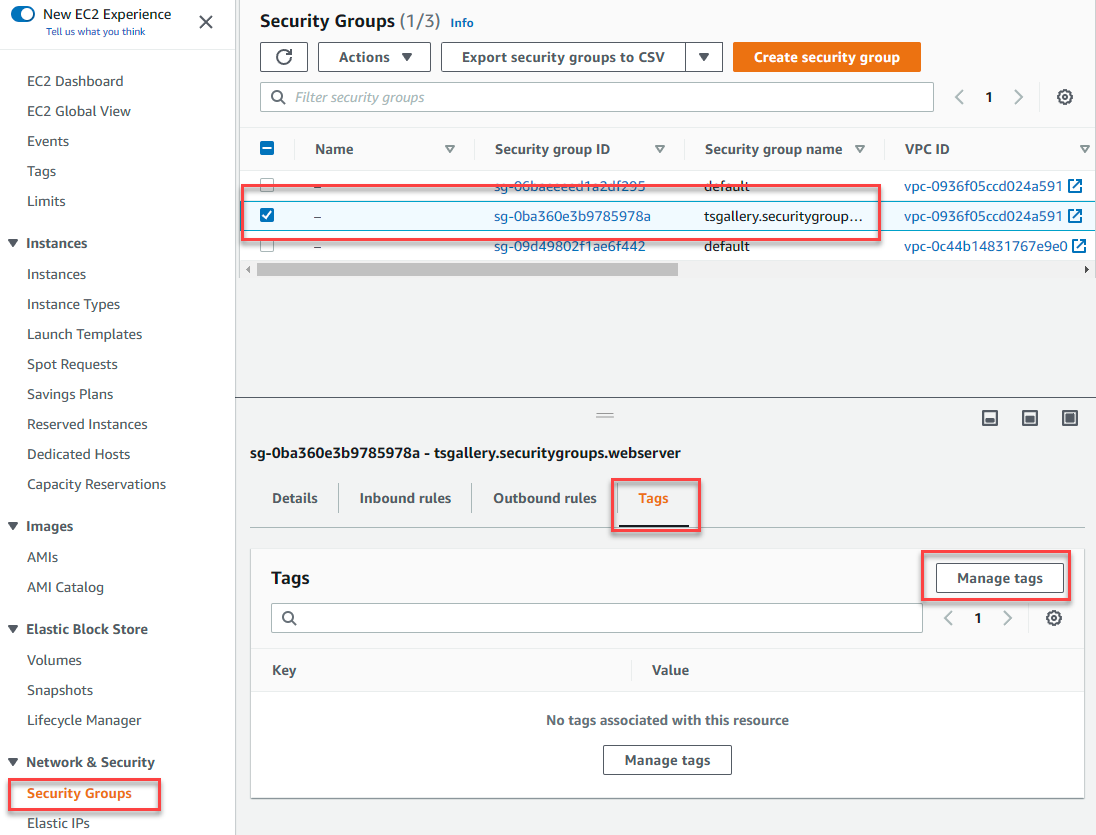 New EC2 Experience
Tell us what you think
EC2 Dashboard
EC2 Global View
Events
Tags
Limits
Instances
Instances
Instance Types
Launch Templates
Spot Requests
Savings Plans
Reserved Instances
Dedicated Hosts
Capacity Reservations
Images
AMIs
AMI Catalog
Elastic Block Store
Volumes
Snapshots
Lifecycle Manager
Network & Security
Security Groups
Elastic IPs
Security Groups (1/3) Info
Actions Export security groups to CSV Create security group
Filter security groups 1
Name Security group ID Security group name VPC ID
– sg-06baeeeed1a2df295 default vpc-0936f05ccd024a591
– sg-0ba360e3b9785978a tsgallery.securitygroup... vpc-0936f05ccd024a591
– sg-09d49802f1ae6f442 default vpc-0c44b14831767e9e0
sg-0ba360e3b9785978a - tsgallery.securitygroups.webserver
Details Inbound rules Outbound rules Tags
Tags Manage tags
1
Key Value
No tags associated with this resource
Manage tags